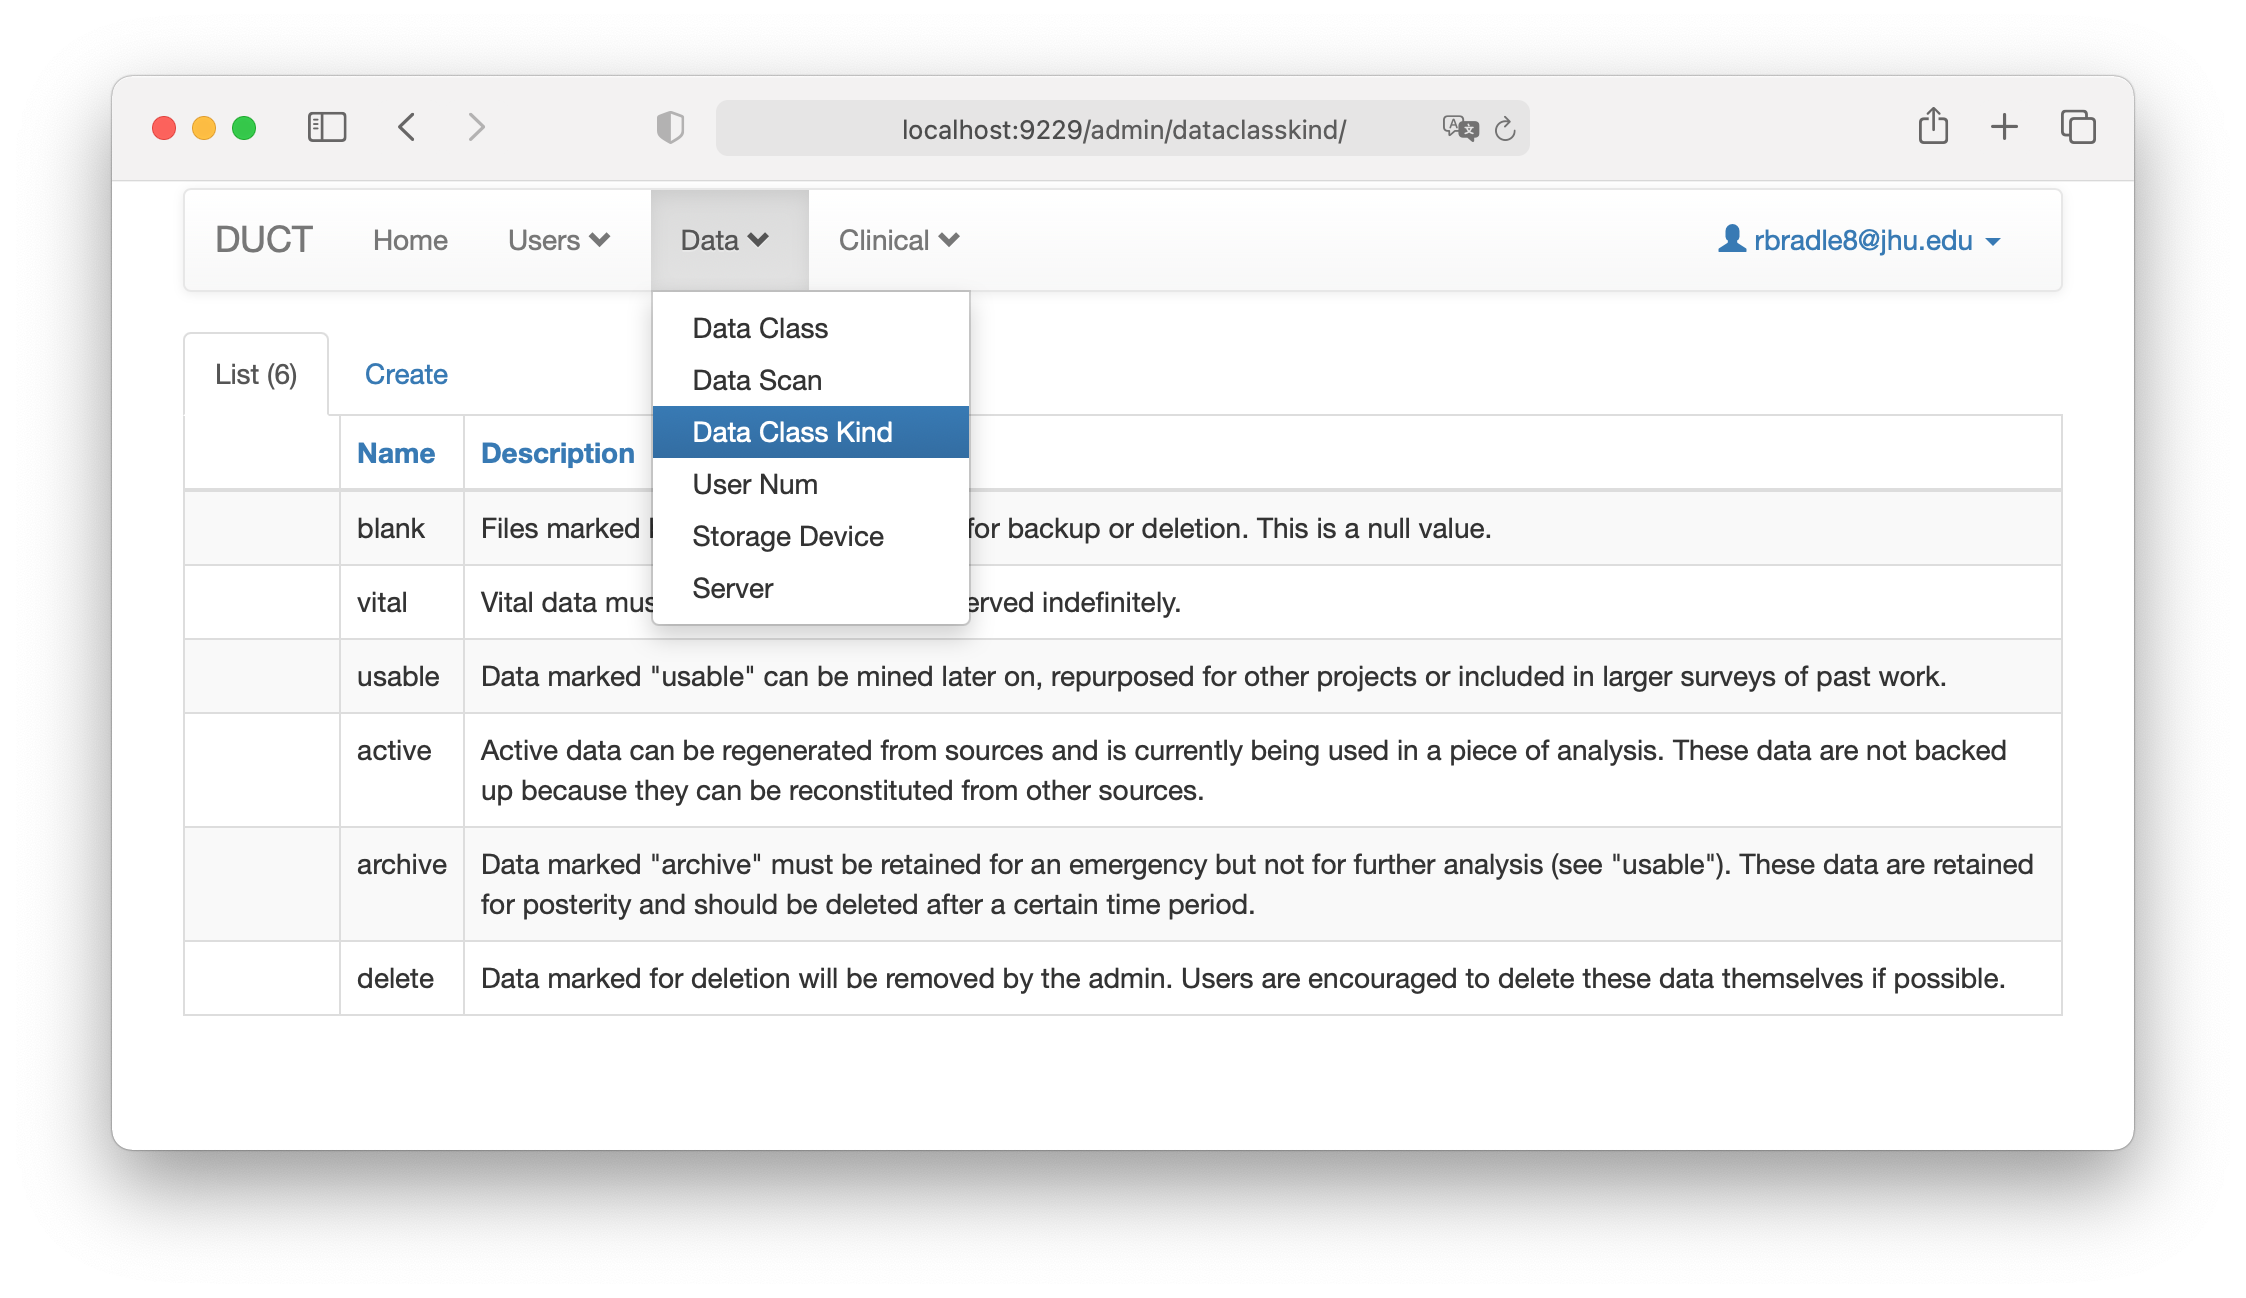 localhost:9229/admin/dataclasskind/
DUCT Home Users Data Clinical rbradle8@jhu.edu
Data Class
Data Scan
Data Class Kind
User Num
Storage Device
Server
List (6) Create
Name Description
blank Files marked for backup or deletion. This is a null value.
vital Vital data indefinitely.
usable Data marked "usable" can be mined later on, repurposed for other projects or included in larger surveys of past work.
active Active data can be regenerated from sources and is currently being used in a piece of analysis. These data are not backed
up because they can be reconstituted from other sources.
archive Data marked "archive" must be retained for an emergency but not for further analysis (see "usable"). These data are retained
for posterity and should be deleted after a certain time period.
delete Data marked for deletion will be removed by the admin. Users are encouraged to delete these data themselves if possible.